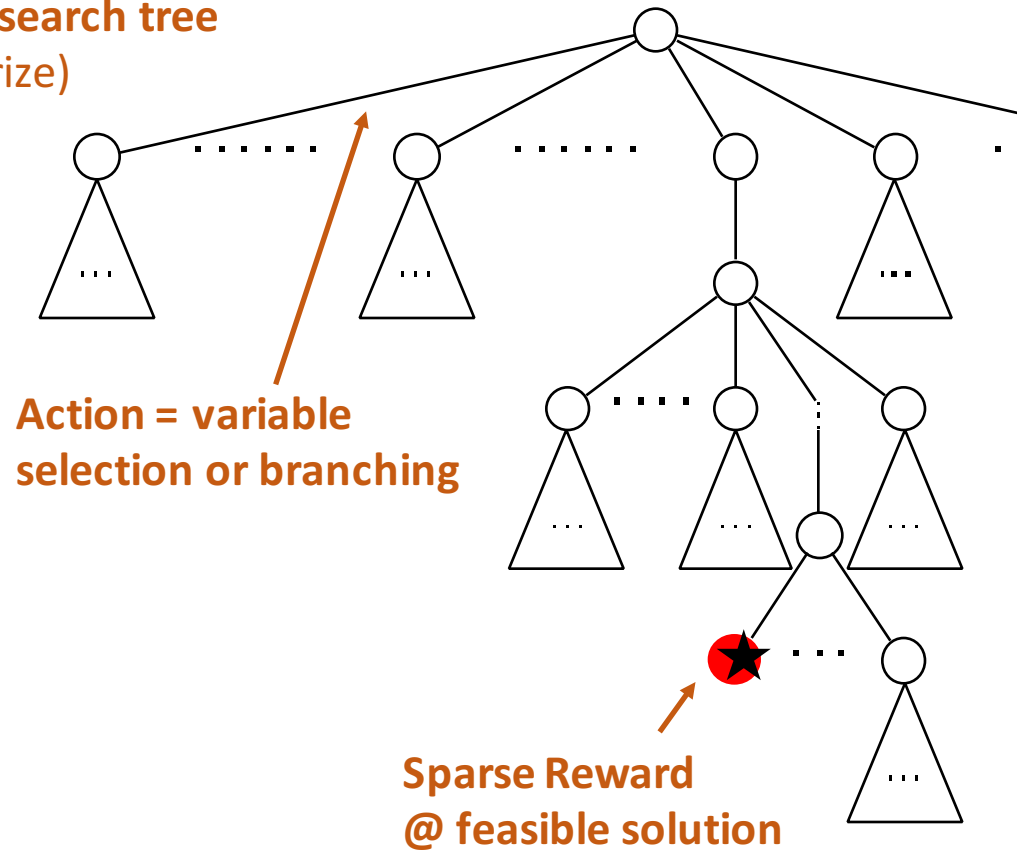 search tree
rize)
Action = variable
selection or branching
Sparse Reward
@ feasible solution